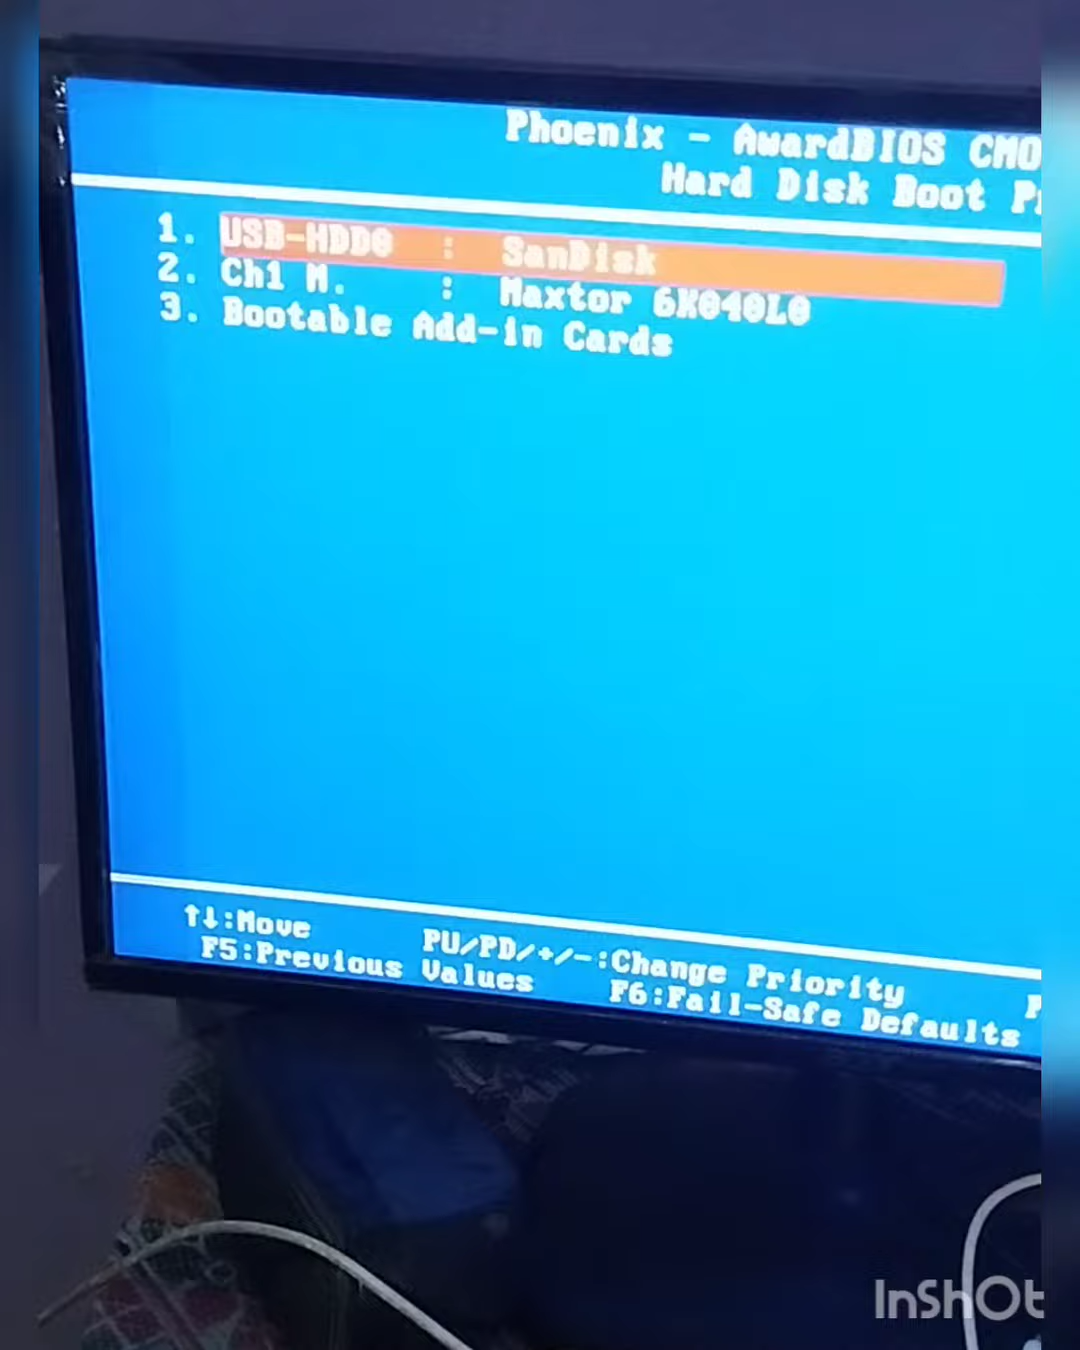 Phoenix - AwardBIOS CMO
Hard Disk Boot P
1. USB-HDD0 : SanDisk
2. Ch1 M. : Maxtor 6K040L0
3. Bootable Add-in Cards
↑↓:Move PU/PD/+/-:Change Priority
F5:Previous Values F6:Fail-Safe Defaults
InShOt